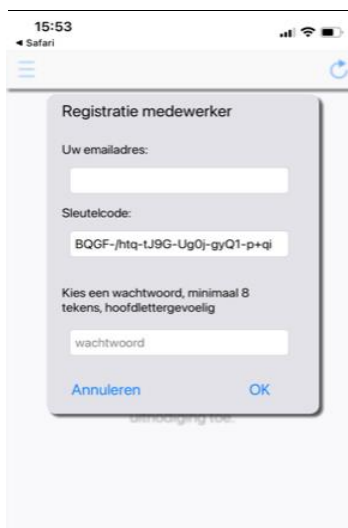 15:53
◀ Safari
Registratie medewerker
Uw emailadres:
Sleutelcode:
BQGF-/htq-tJ9G-Ug0j-gyQ1-p+qi
Kies een wachtwoord, minimaal 8
tekens, hoofdlettergevoelig
wachtwoord
Annuleren OK
uitnodiging toe.